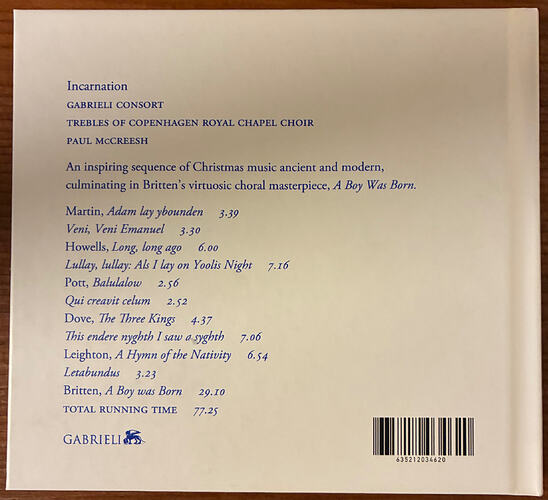 Incarnation
GABRIELI CONSORT
TREBLES OF COPENHAGEN ROYAL CHAPEL CHOIR
PAUL McCREESH
An inspiring sequence of Christmas music ancient and modern,
culminating in Britten's virtuosic choral masterpiece, A Boy Was Born.
Martin, Adam lay ybounden 3.39
Veni, Veni Emanuel 3.30
Howells, Long, long ago 6.00
Lullay, lullay: Als I lay on Yoolis Night 7.16
Pott, Balulalow 2.56
Qui creavit celum 2.52
Dove, The Three Kings 4.37
This endere nyghth I saw a syghth 7.06
Leighton, A Hymn of the Nativity 6.54
Letabundus 3.23
Britten, A Boy was Born 29.10
TOTAL RUNNING TIME 77.25
GABRIELI
635212034620